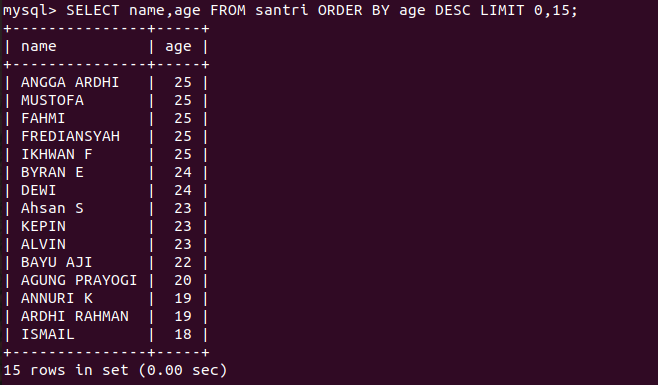 mysql> SELECT name,age FROM santri ORDER BY age DESC LIMIT 0,15;
+---------------+-----+
| name          | age |
+---------------+-----+
| ANGGA ARDHI   |  25 |
| MUSTOFA       |  25 |
| FAHMI         |  25 |
| FREDIANSYAH   |  25 |
| IKHWAN F      |  25 |
| BYRAN E       |  24 |
| DEWI          |  24 |
| Ahsan S       |  23 |
| KEPIN         |  23 |
| ALVIN         |  23 |
| BAYU AJI      |  22 |
| AGUNG PRAYOGI |  20 |
| ANNURI K      |  19 |
| ARDHI RAHMAN  |  19 |
| ISMAIL        |  18 |
+---------------+-----+
15 rows in set (0.00 sec)